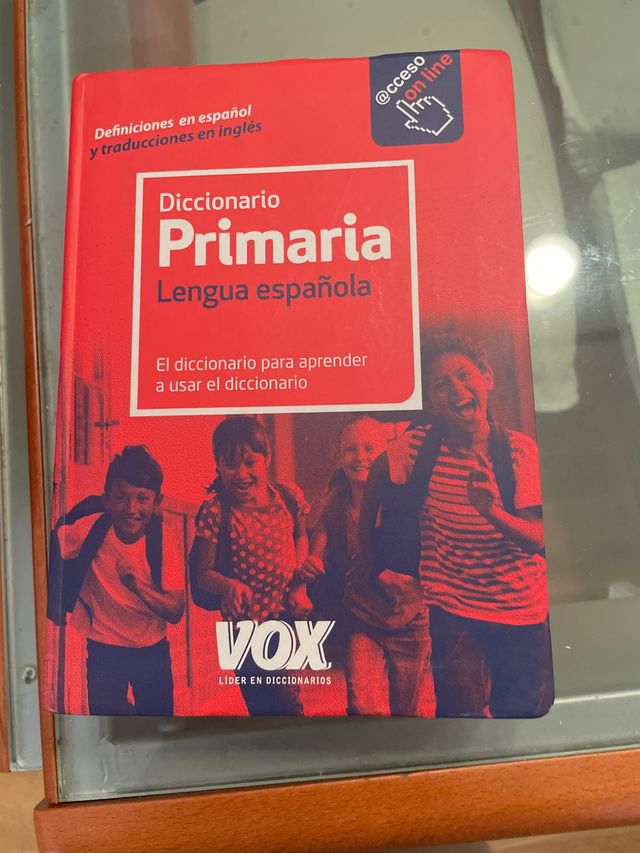 @cceso
on line
Definiciones en español
y traducciones en inglés
Diccionario
Primaria
Lengua española
El diccionario para aprender
a usar el diccionario
VOX
LÍDER EN DICCIONARIOS